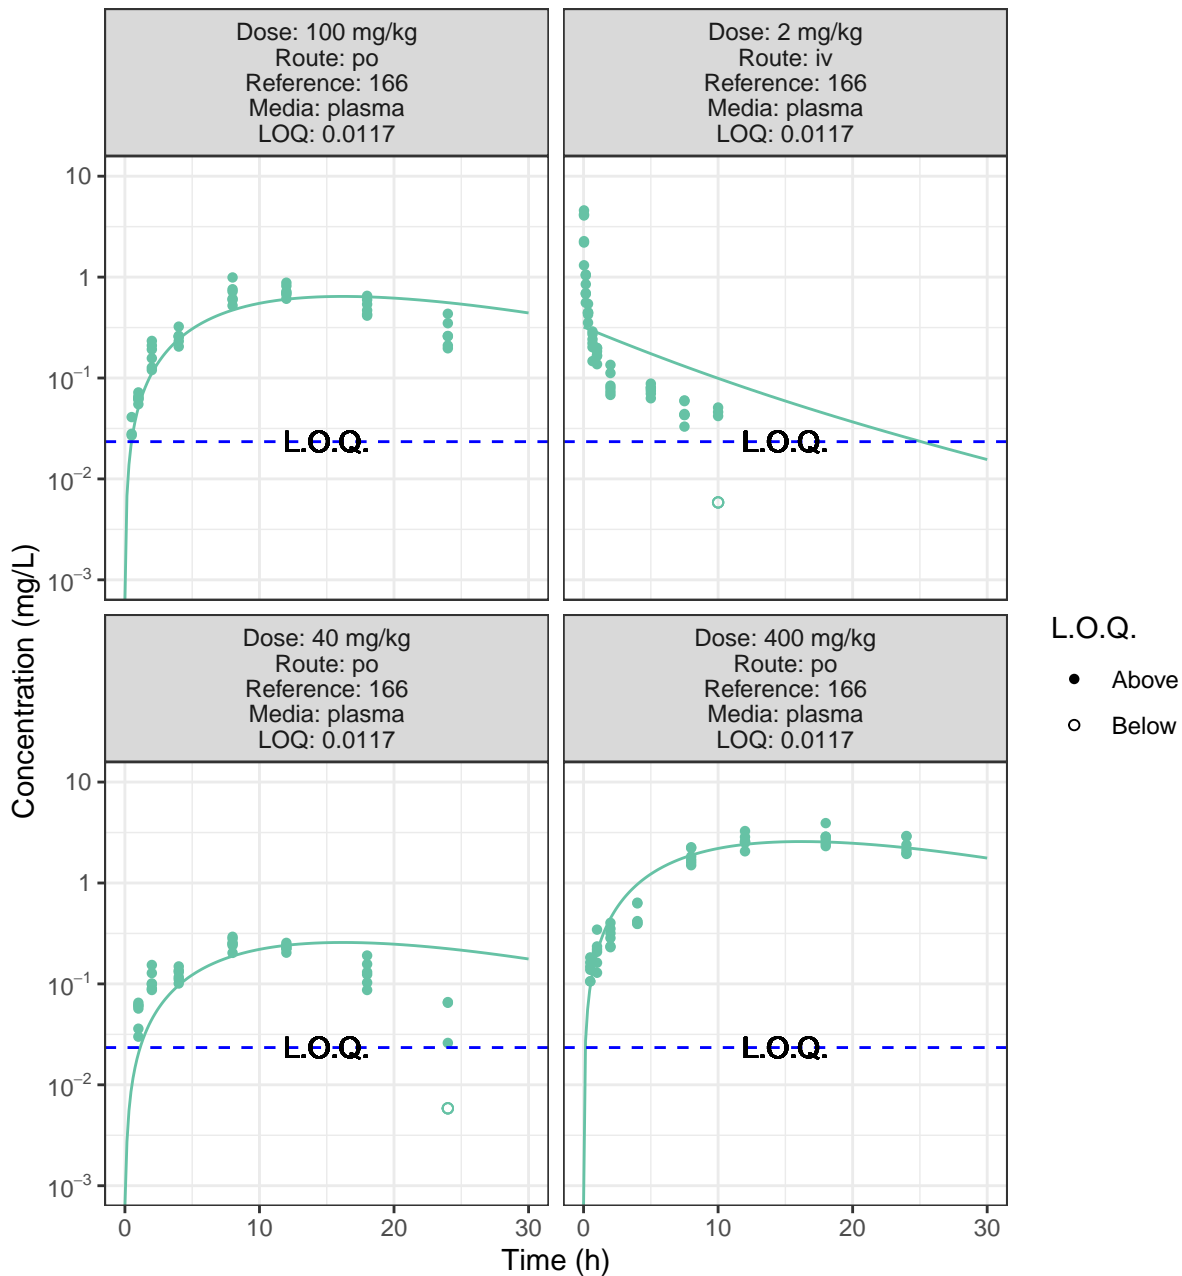 Dose: 100 mg/kg
Route: po
Reference: 166
Media: plasma
LOQ: 0.0117
Dose: 2 mg/kg
Route: iv
Reference: 166
Media: plasma
LOQ: 0.0117
10
1
10⁻¹
10⁻²
10⁻³
L.O.Q.
L.O.Q.
Dose: 40 mg/kg
Route: po
Reference: 166
Media: plasma
LOQ: 0.0117
Dose: 400 mg/kg
Route: po
Reference: 166
Media: plasma
LOQ: 0.0117
10
1
10⁻¹
10⁻²
10⁻³
L.O.Q.
L.O.Q.
0 10 20 30
0 10 20 30
Time (h)
Concentration (mg/L)
L.O.Q.
Above
Below